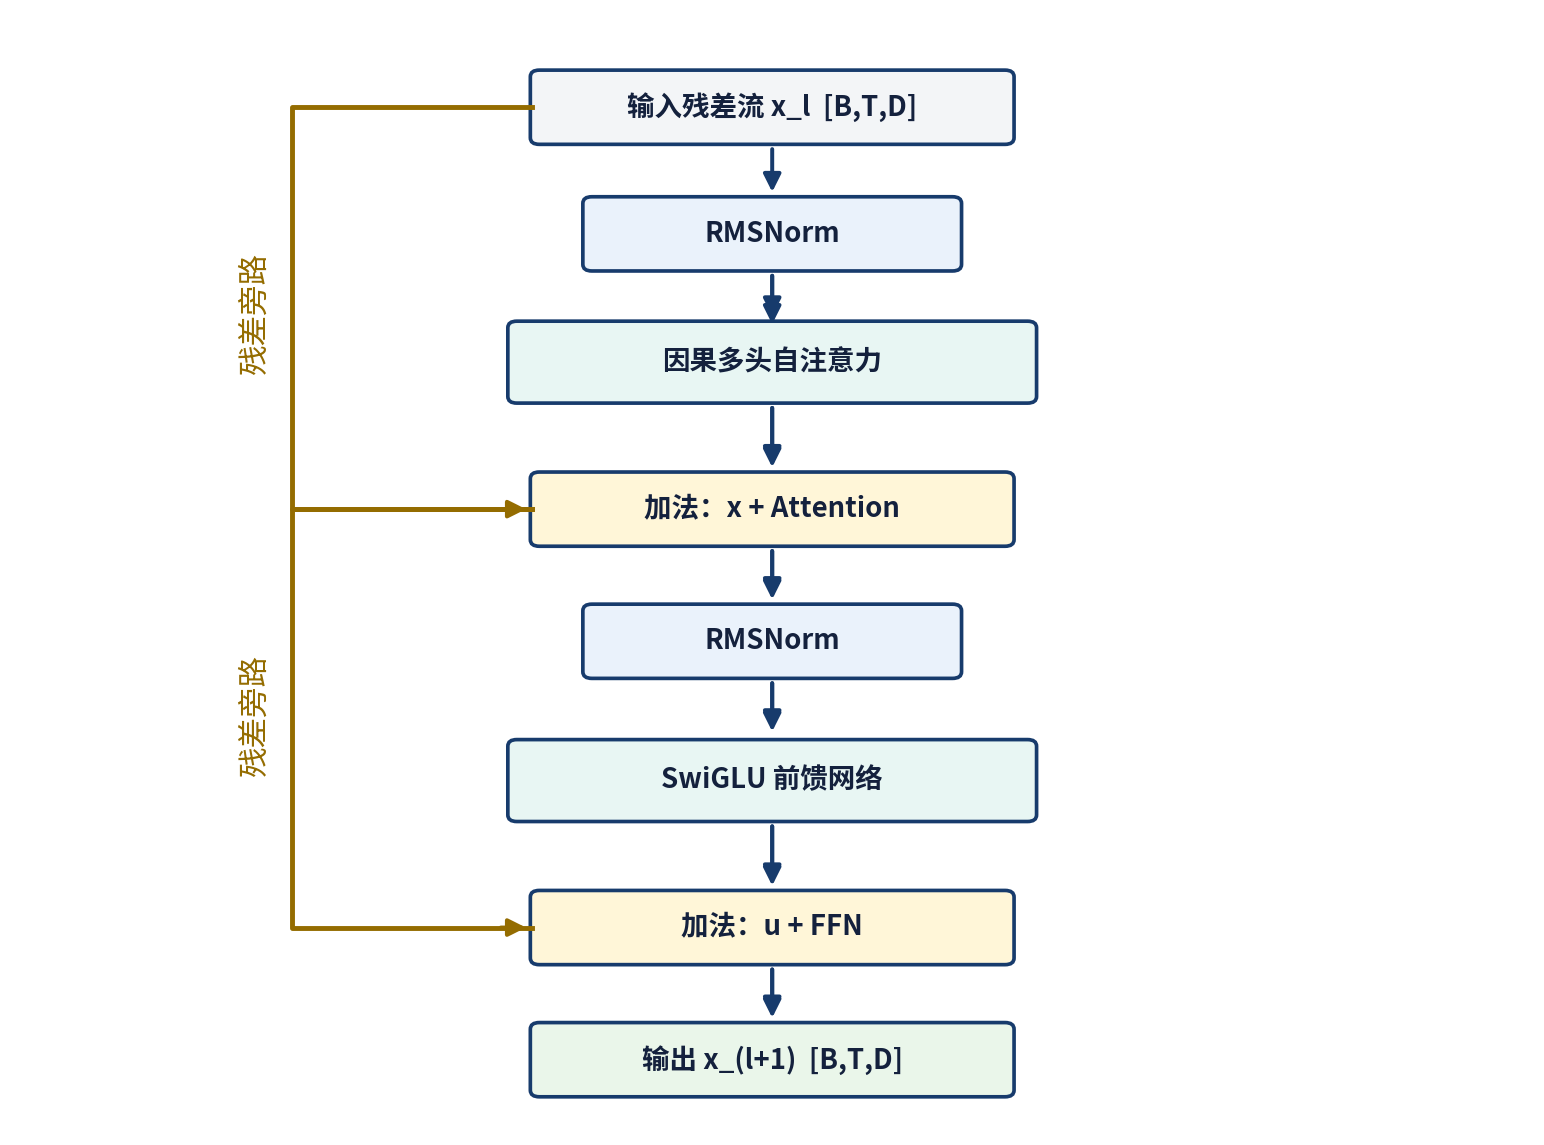 输入残差流 x_l [B,T,D]
RMSNorm
残差旁路
因果多头自注意力
加法：x + Attention
RMSNorm
残差旁路
SwiGLU 前馈网络
加法：u + FFN
输出 x_(l+1) [B,T,D]